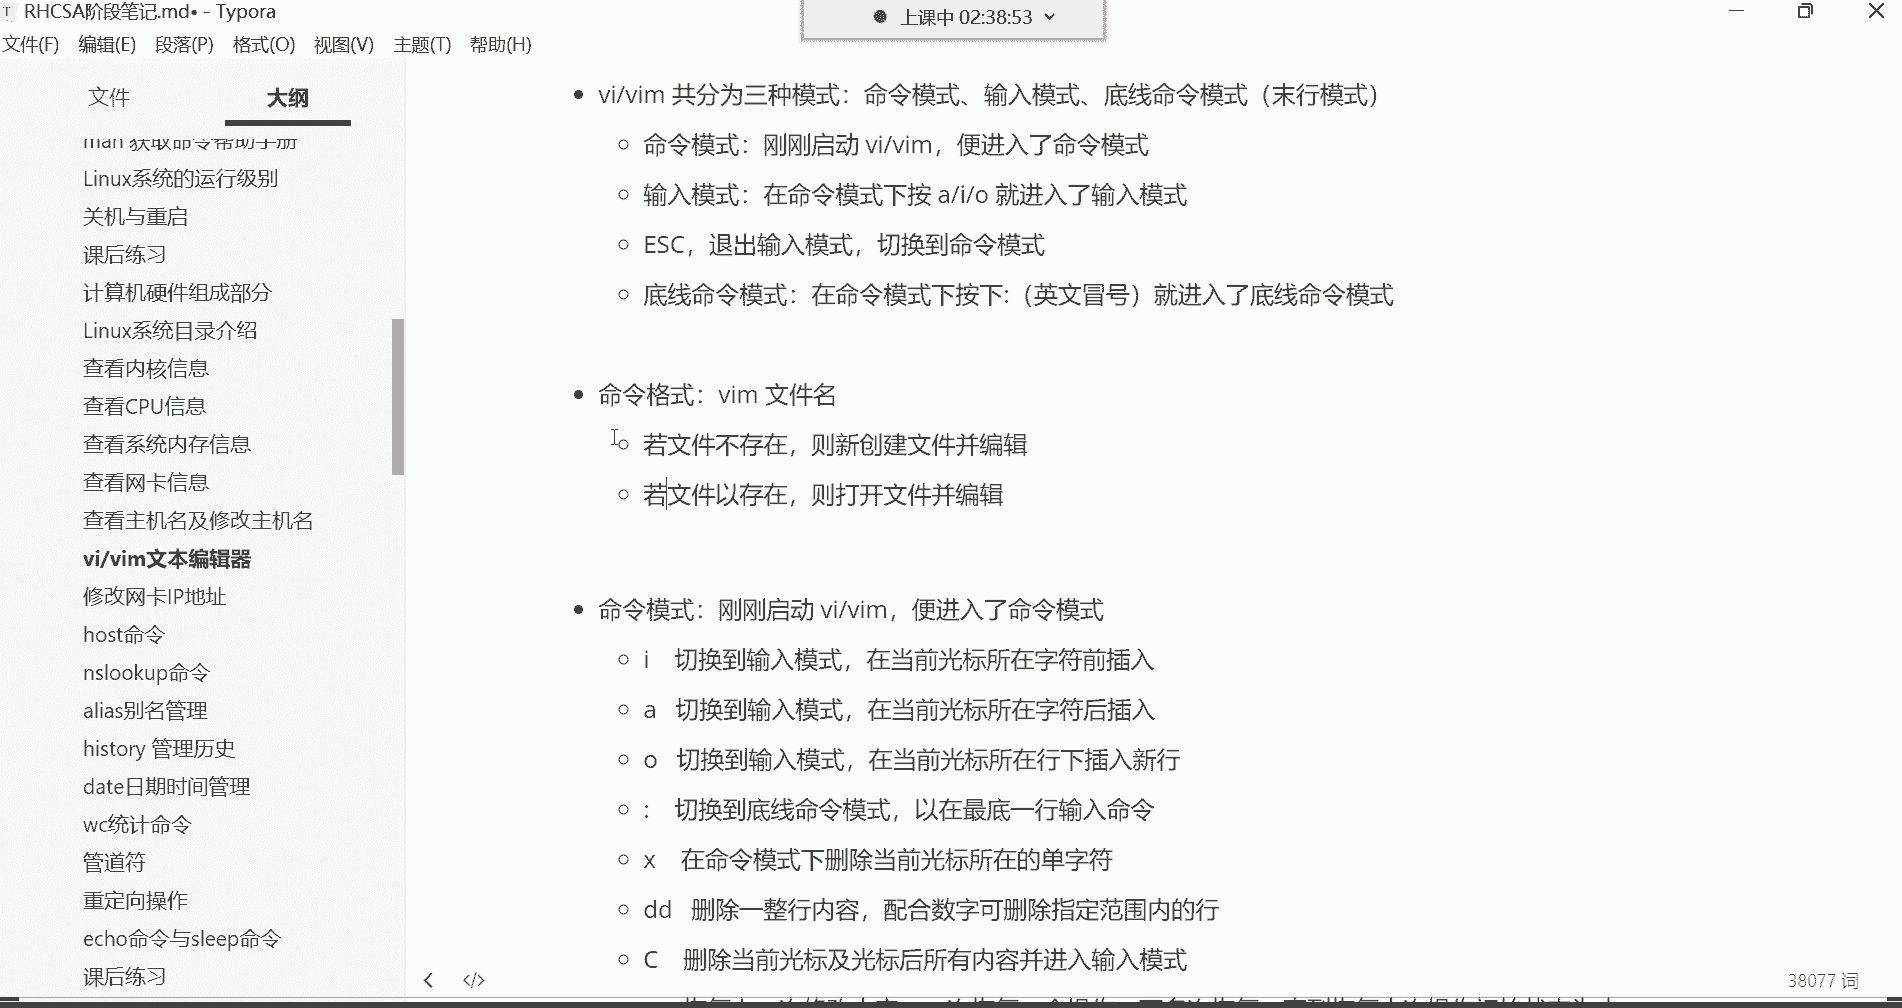 RHCSA阶段笔记.md• - Typora
上课中 02:38:53
文件(F) 编辑(E) 段落(P) 格式(O) 视图(V) 主题(T) 帮助(H)
文件 大纲
man 获取命令帮助手册
Linux系统的运行级别
关机与重启
课后练习
计算机硬件组成部分
Linux系统目录介绍
查看内核信息
查看CPU信息
查看系统内存信息
查看网卡信息
查看主机名及修改主机名
vi/vim文本编辑器
修改网卡IP地址
host命令
nslookup命令
alias别名管理
history 管理历史
date日期时间管理
wc统计命令
管道符
重定向操作
echo命令与sleep命令
课后练习
vi/vim 共分为三种模式：命令模式、输入模式、底线命令模式（末行模式）
命令模式：刚刚启动 vi/vim，便进入了命令模式
输入模式：在命令模式下按 a/i/o 就进入了输入模式
ESC，退出输入模式，切换到命令模式
底线命令模式：在命令模式下按下:（英文冒号）就进入了底线命令模式
命令格式：vim 文件名
若文件不存在，则新创建文件并编辑
若文件以存在，则打开文件并编辑
命令模式：刚刚启动 vi/vim，便进入了命令模式
i 切换到输入模式，在当前光标所在字符前插入
a 切换到输入模式，在当前光标所在字符后插入
o 切换到输入模式，在当前光标所在行下插入新行
: 切换到底线命令模式，以在最底一行输入命令
x 在命令模式下删除当前光标所在的单字符
dd 删除一整行内容，配合数字可删除指定范围内的行
C 删除当前光标及光标后所有内容并进入输入模式
38077 词